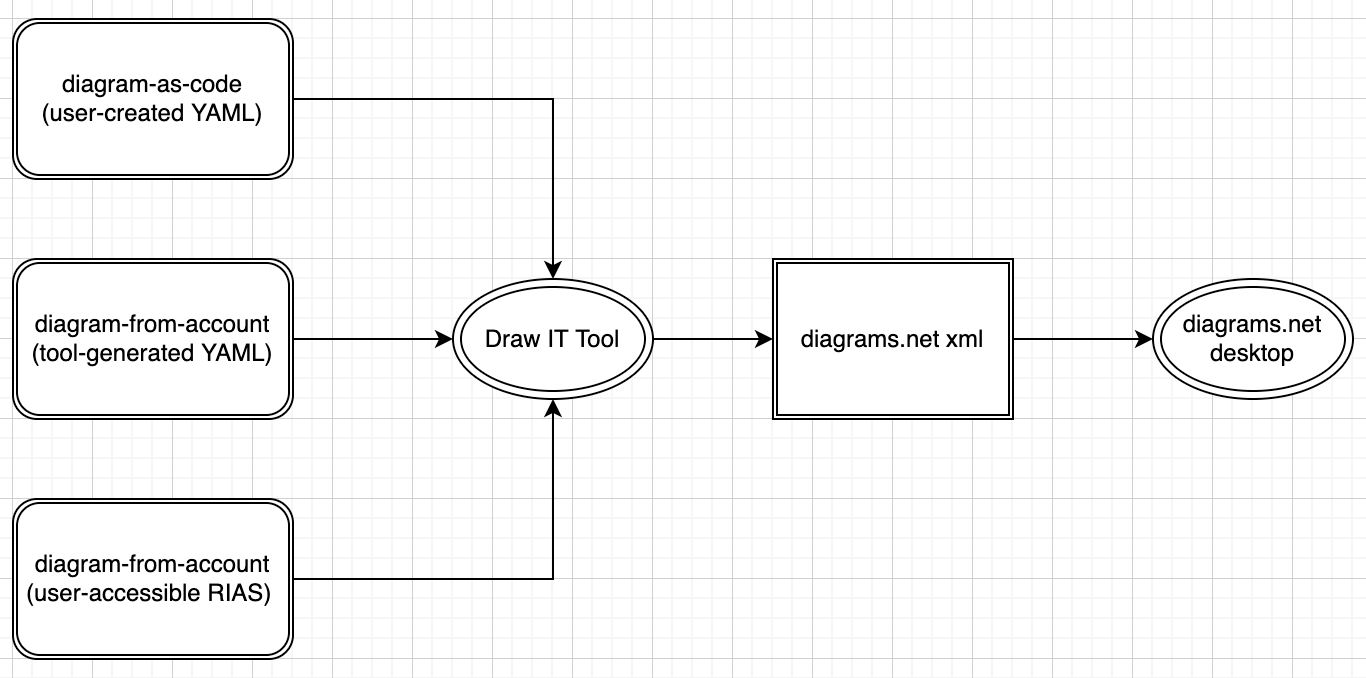 diagram-as-code
(user-created YAML)
diagram-from-account
(tool-generated YAML)
Draw IT Tool
diagrams.net xml
diagrams.net
desktop
diagram-from-account
(user-accessible RIAS)